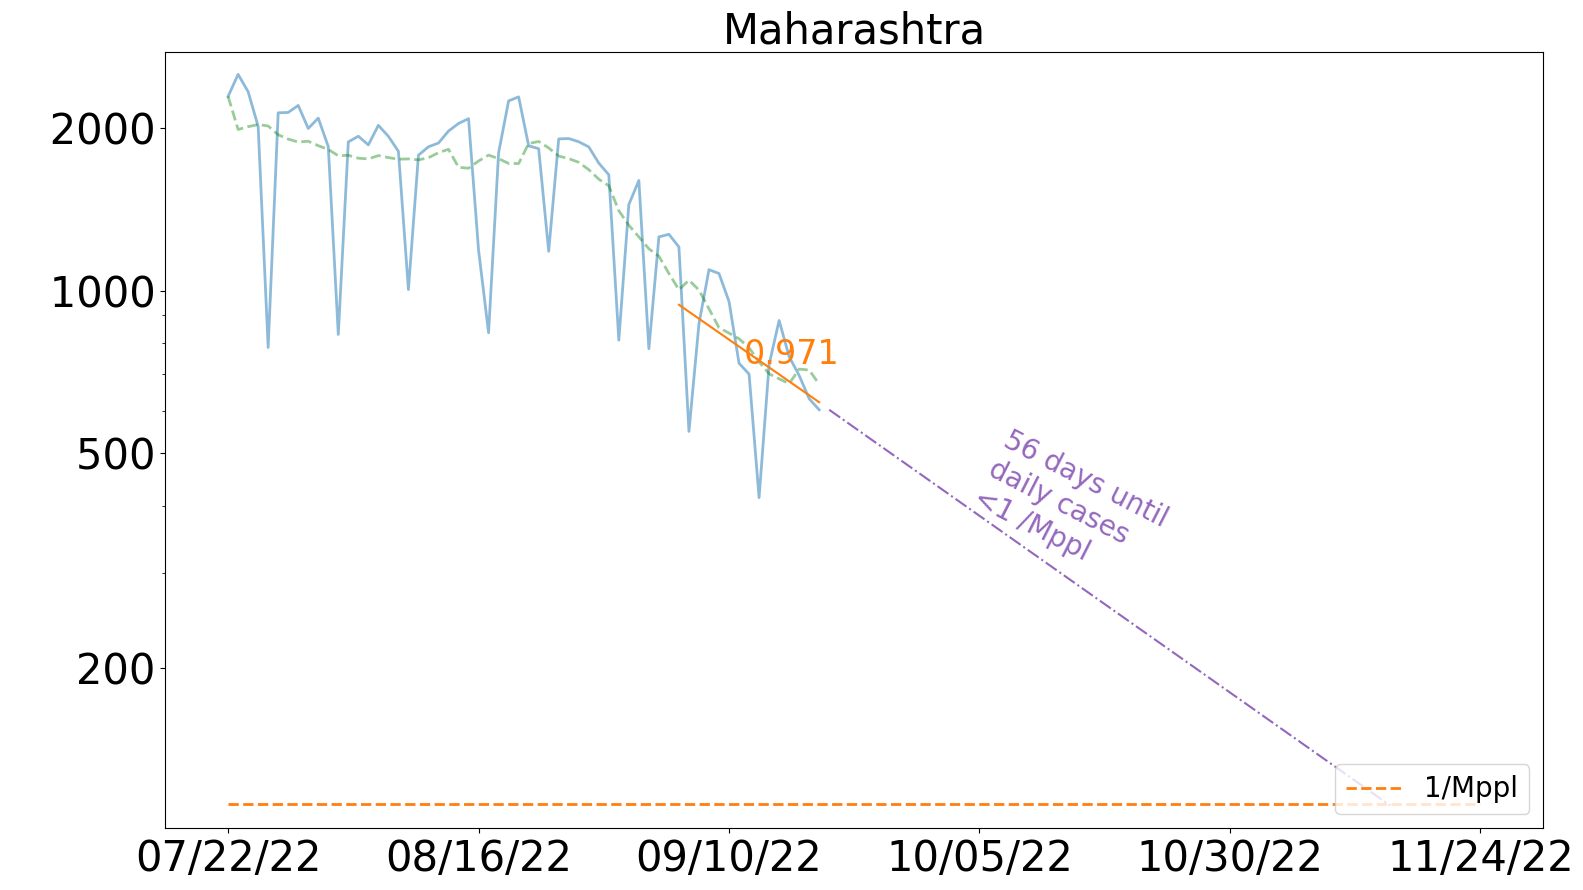 Maharashtra
2000
1000
500
200
0.971
56 days until
daily cases
<1 /Mppl
1/Mppl
07/22/22
08/16/22
09/10/22
10/05/22
10/30/22
11/24/22